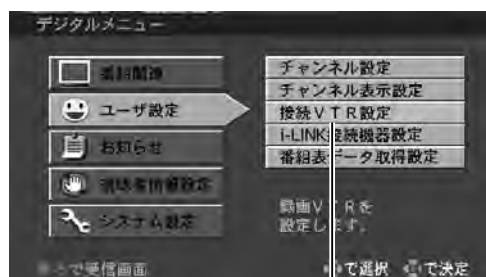 デジタルメニュー
番組関連
ユーザ設定
お知らせ
視聴者情報設定
システム設定
チャンネル設定
チャンネル表示設定
接続VTR設定
i-LINK接続機器設定
番組表データ取得設定
録画VTRを
設定します。
で受信画面
で選択 で決定